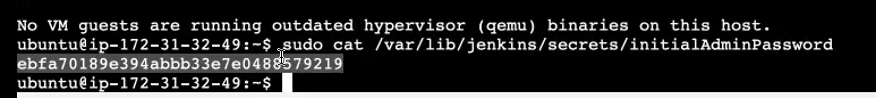 No VM guests are running outdated hypervisor (qemu) binaries on this host.
ubuntu@ip-172-31-32-49:~$ sudo cat /var/lib/jenkins/secrets/initialAdminPassword
ebfa70189e394abbb33e7e0488579219
ubuntu@ip-172-31-32-49:~$